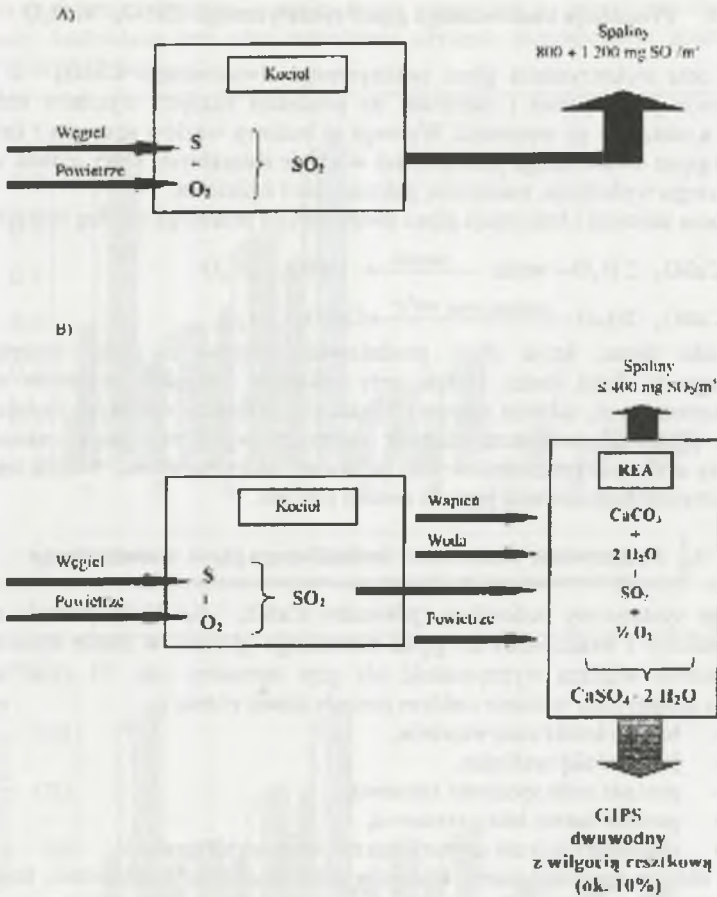 A)
Spaliny
800 ÷ 1 200 mg SO /m³
Kocioł
Węgiel
S
Powietrze
O₂
SO₂
B)
Spaliny
≤ 400 mg SO₂/m³
REA
Kocioł
Wapień
CaCO₃
+
Woda
2 H₂O
Węgiel
S
SO₂
+
Powietrze
O₂
SO₂
Powietrze
½ O₂
CaSO₄· 2 H₂O
GIPS
dwuwodny
z wilgocią resztkową
(ok. 10%)